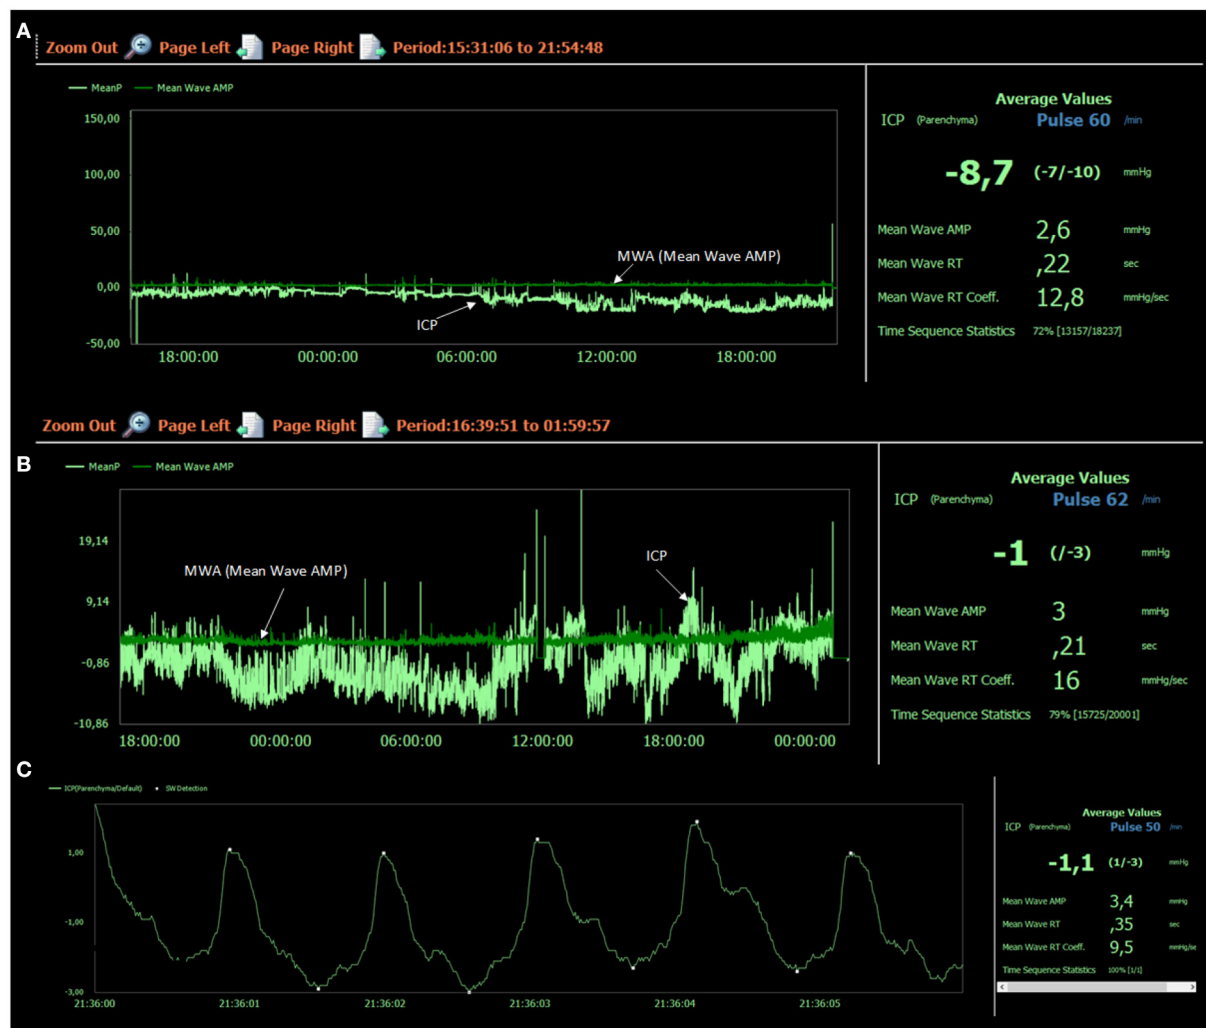 A
Zoom Out Page Left Page Right Period:15:31:06 to 21:54:48
MeanP Mean Wave AMP
150,00
100,00
50,00
0,00
-50,00
MWA (Mean Wave AMP)
ICP
18:00:00 00:00:00 06:00:00 12:00:00 18:00:00
Average Values
ICP (Parenchyma) Pulse 60 /min
-8,7 (-7/-10) mmHg
Mean Wave AMP 2,6 mmHg
Mean Wave RT ,22 sec
Mean Wave RT Coeff. 12,8 mmHg/sec
Time Sequence Statistics 72% [13157/18237]
Zoom Out Page Left Page Right Period:16:39:51 to 01:59:57
B
MeanP Mean Wave AMP
19,14
9,14
-0,86
-10,86
MWA (Mean Wave AMP)
ICP
18:00:00 00:00:00 06:00:00 12:00:00 18:00:00 00:00:00
Average Values
ICP (Parenchyma) Pulse 62 /min
-1 (/-3) mmHg
Mean Wave AMP 3 mmHg
Mean Wave RT ,21 sec
Mean Wave RT Coeff. 16 mmHg/sec
Time Sequence Statistics 79% [15725/20001]
C
ICP(Parenchyma/Default) SW Detection
1,00
-1,00
-3,00
21:36:00 21:36:01 21:36:02 21:36:03 21:36:04 21:36:05
Average Values
ICP (Parenchyma) Pulse 50 /min
-1,1 (1/-3) mmHg
Mean Wave AMP 3,4 mmHg
Mean Wave RT ,35 sec
Mean Wave RT Coeff. 9,5 mmHg/se
Time Sequence Statistics 100% [1/1]